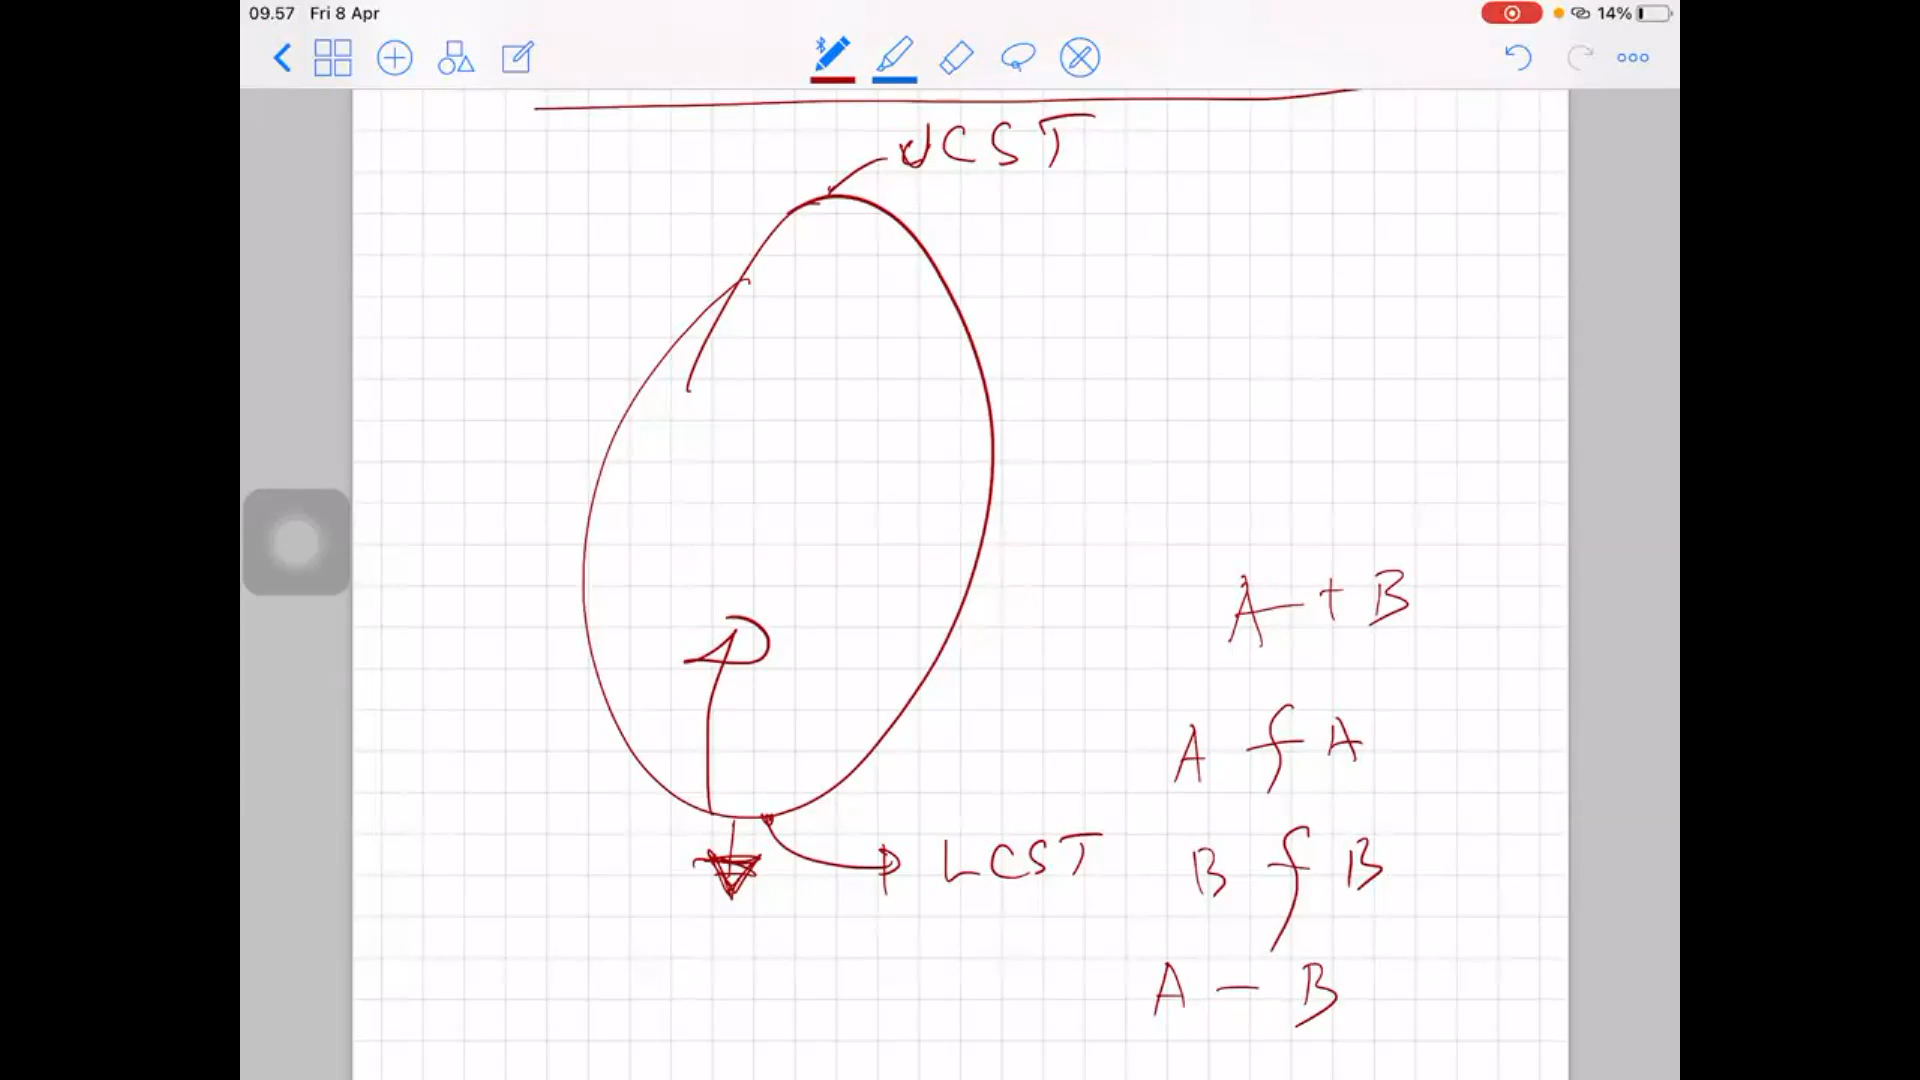 09.57 Fri 8 Apr
14%
UCST
A + B
A f A
LCST
B f B
A - B